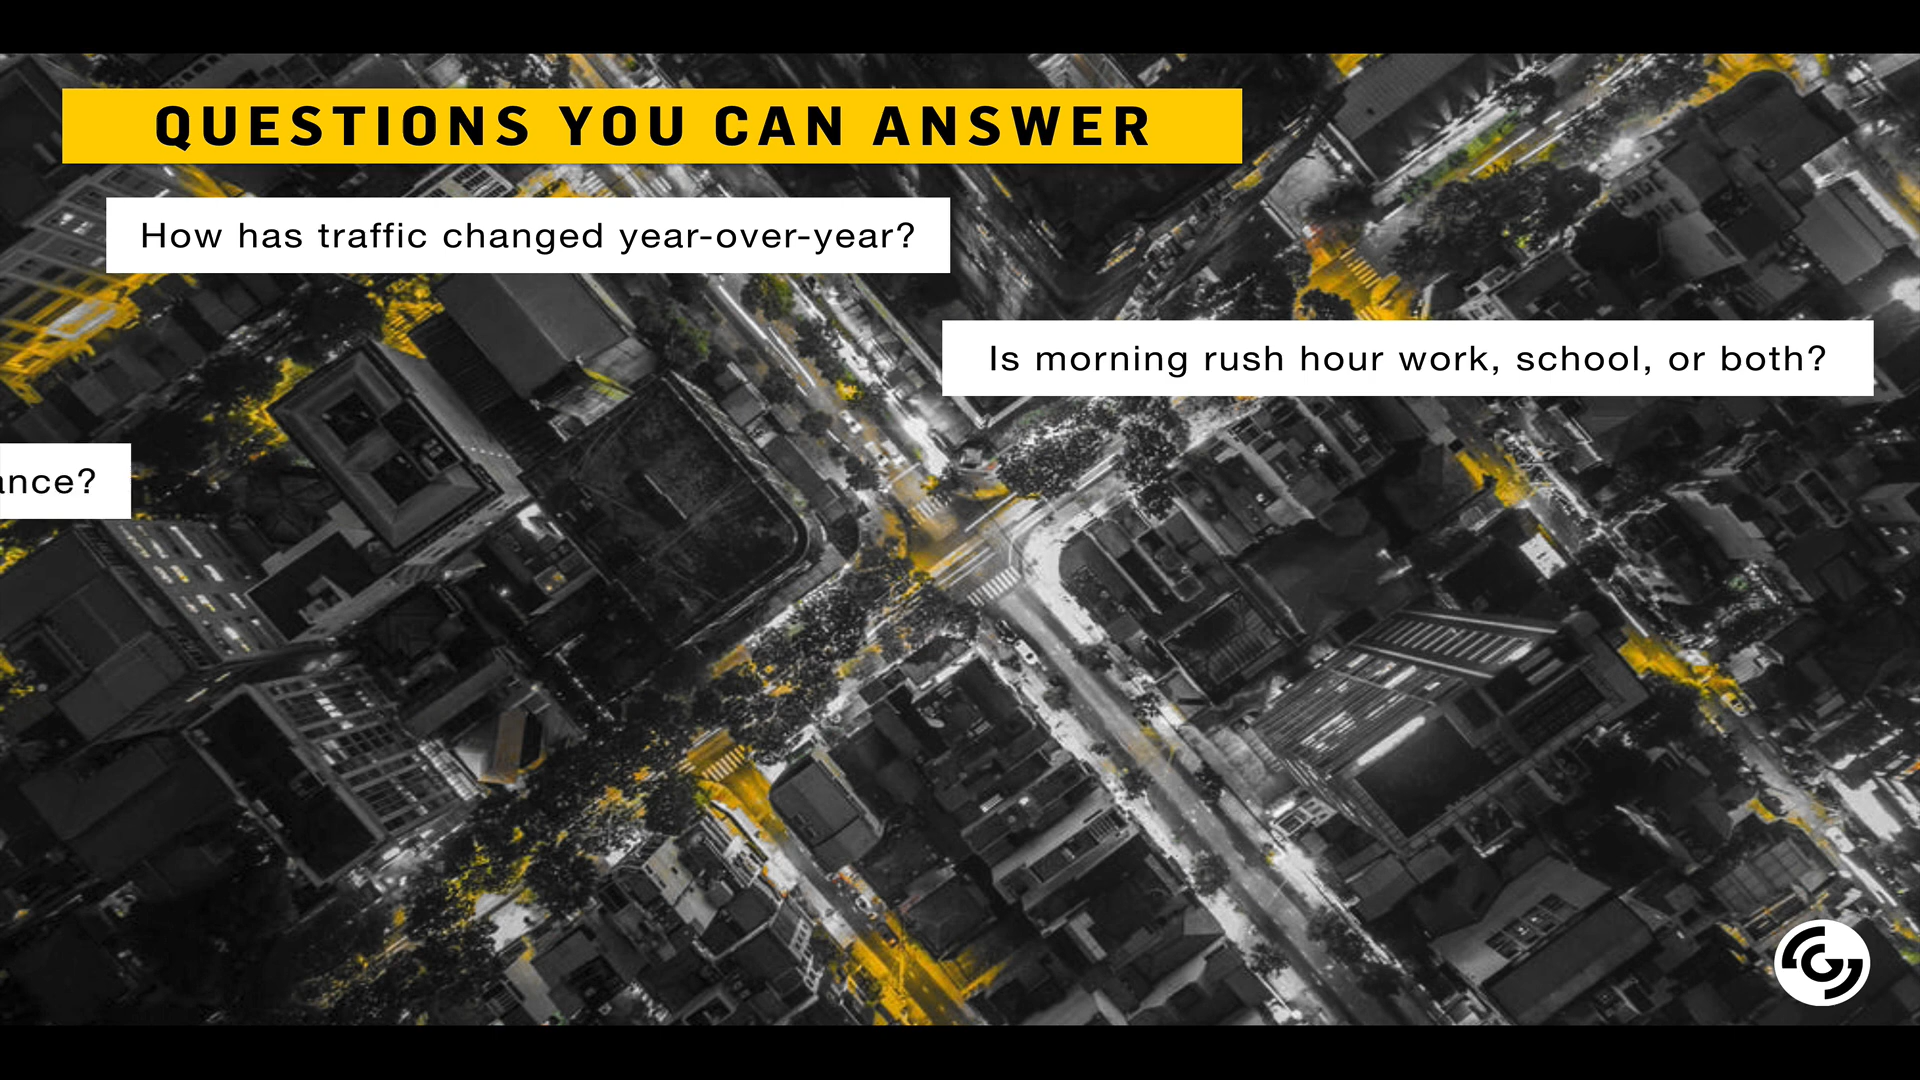 QUESTIONS YOU CAN ANSWER
How has traffic changed year-over-year?
Is morning rush hour work, school, or both?